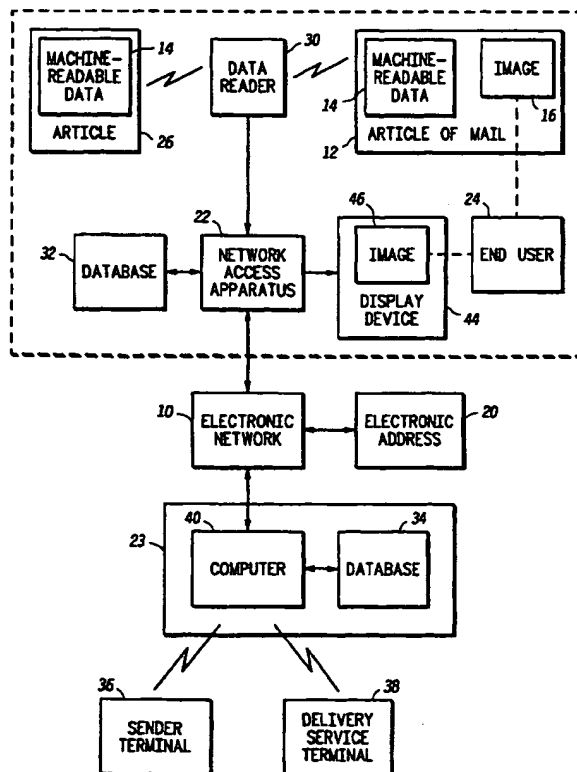 14
MACHINE-
READABLE
DATA
ARTICLE
26
30
DATA
READER
MACHINE-
READABLE
DATA
14
IMAGE
16
ARTICLE OF MAIL
12
32
DATABASE
22
NETWORK
ACCESS
APPARATUS
46
IMAGE
DISPLAY
DEVICE
44
24
END USER
10
ELECTRONIC
NETWORK
20
ELECTRONIC
ADDRESS
23
40
COMPUTER
34
DATABASE
36
SENDER
TERMINAL
38
DELIVERY
SERVICE
TERMINAL